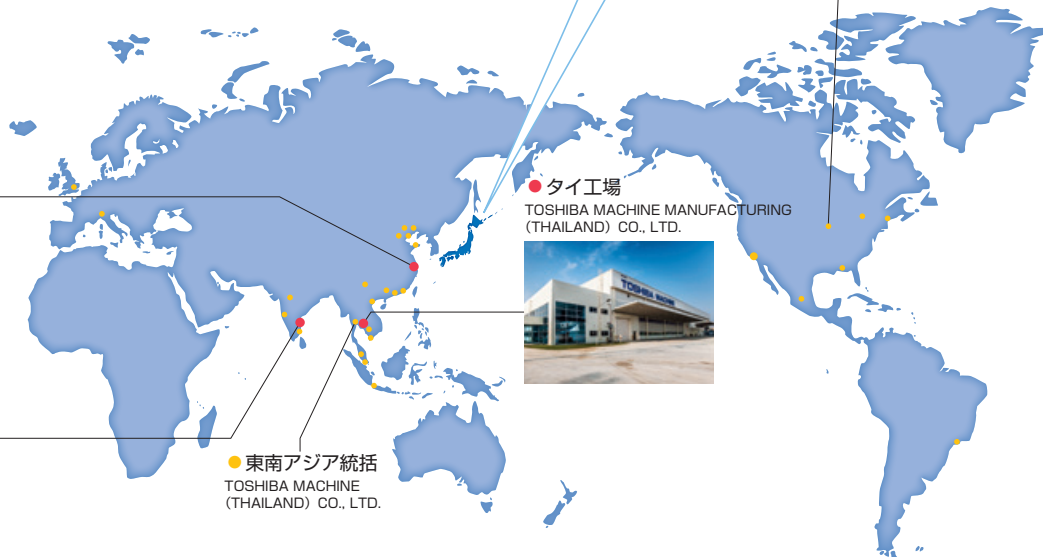 タイ工場
TOSHIBA MACHINE MANUFACTURING
(THAILAND) CO., LTD.
TOSHIBA MACHINE
東南アジア統括
TOSHIBA MACHINE
(THAILAND) CO., LTD.